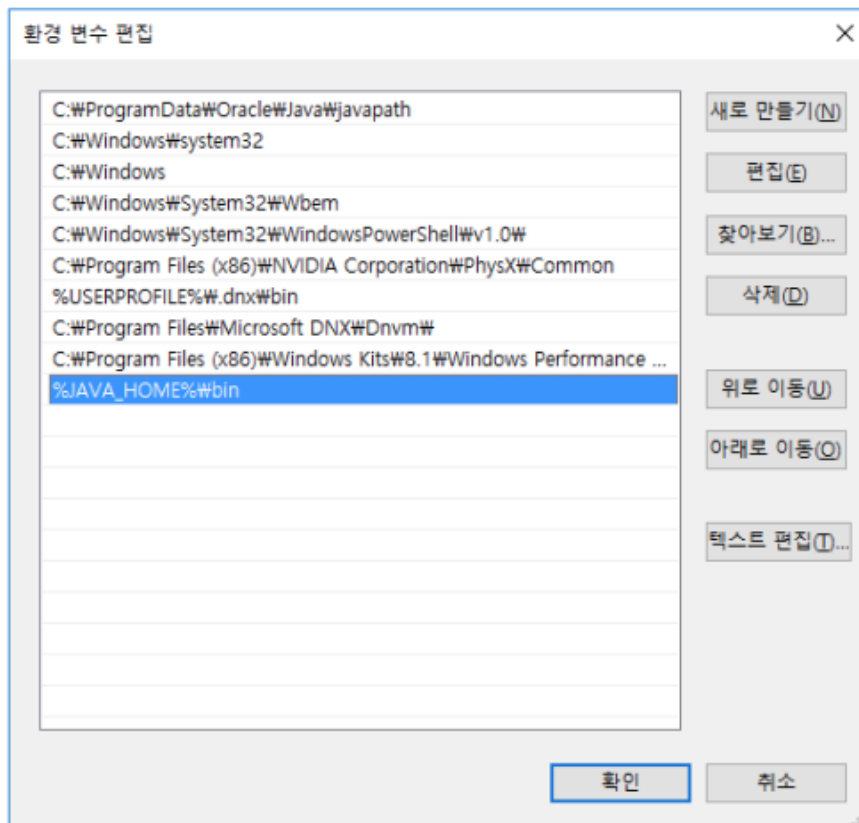 환경 변수 편집
C:₩ProgramData₩Oracle₩Java₩javapath
C:₩Windows₩system32
C:₩Windows
C:₩Windows₩System32₩Wbem
C:₩Windows₩System32₩WindowsPowerShell₩v1.0₩
C:₩Program Files (x86)₩NVIDIA Corporation₩PhysX₩Common
%USERPROFILE%₩.dnx₩bin
C:₩Program Files₩Microsoft DNX₩Dnvm₩
C:₩Program Files (x86)₩Windows Kits₩8.1₩Windows Performance ...
%JAVA_HOME%₩bin
새로 만들기(N)
편집(E)
찾아보기(B)...
삭제(D)
위로 이동(U)
아래로 이동(O)
텍스트 편집(T)...
확인
취소